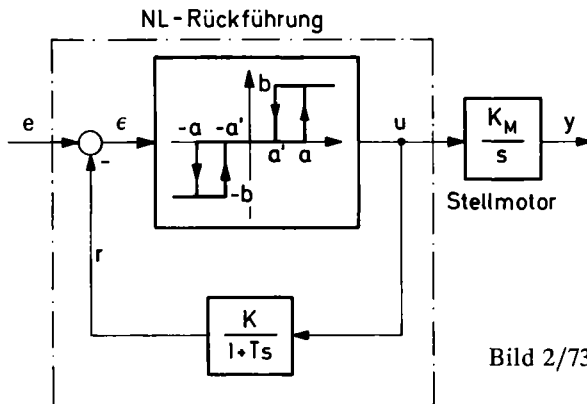 NL-Rückführung
e
ϵ
-
b
-a
-a'
a'
a
-b
u
K_M
s
y
Stellmotor
r
K
1+Ts
Bild 2/73